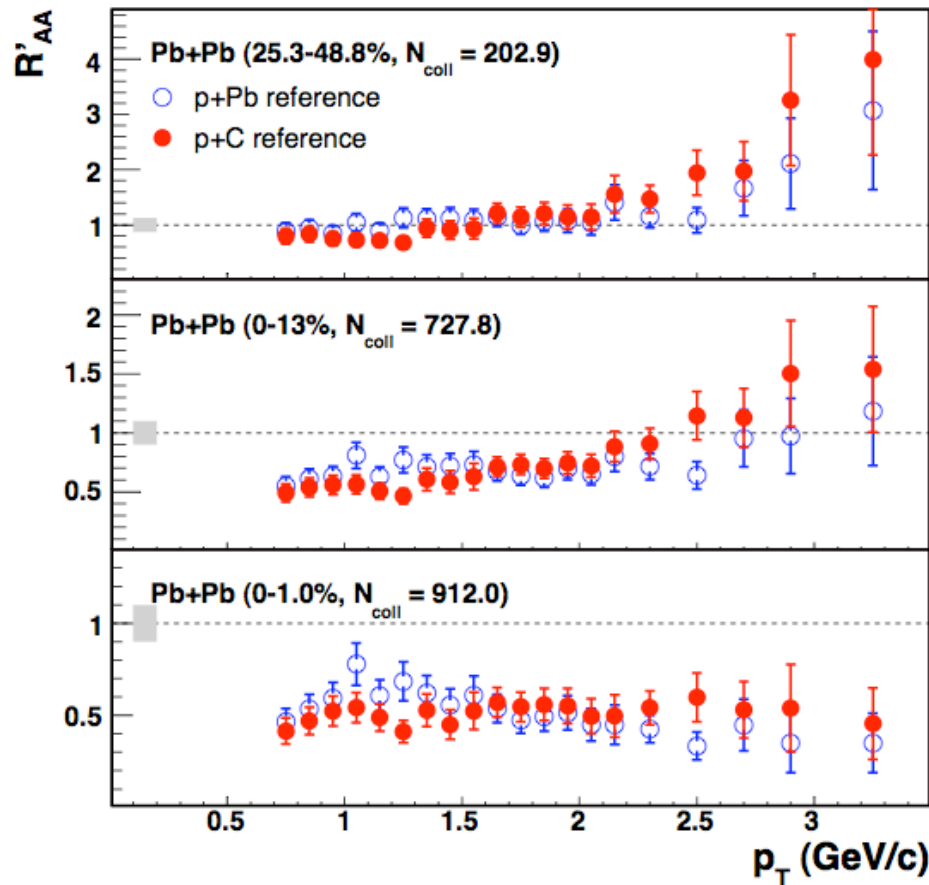 R'AA
Pb+Pb (25.3-48.8%, Ncoll = 202.9)
p+Pb reference
p+C reference
4
3
2
1
Pb+Pb (0-13%, Ncoll = 727.8)
2
1.5
1
0.5
Pb+Pb (0-1.0%, Ncoll = 912.0)
1
0.5
0.5 1 1.5 2 2.5 3
pT (GeV/c)